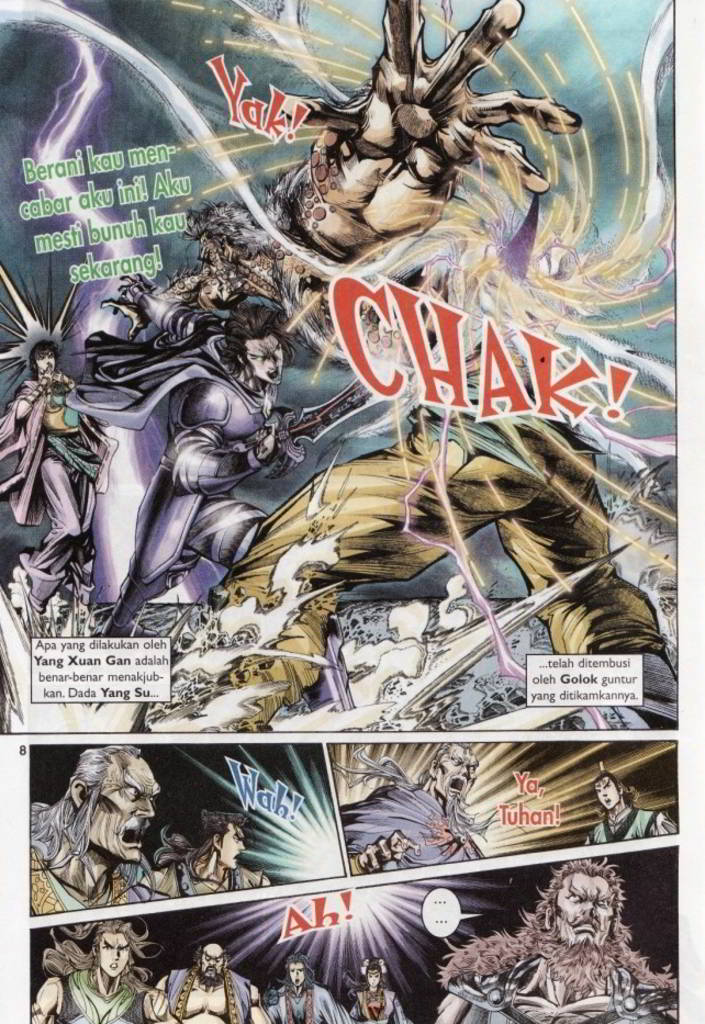 Yak!
Berani kau men-
cabar aku ini! Aku
mesti bunuh kau
sekarang!
CHAK!
Apa yang dilakukan oleh
Yang Xuan Gan adalah
benar-benar menakjub-
kan. Dada Yang Su...
...telah ditembusi
oleh Golok guntur
yang ditikamkannya.
8
Wah!
Ya,
Tuhan!
Ah!
...
...